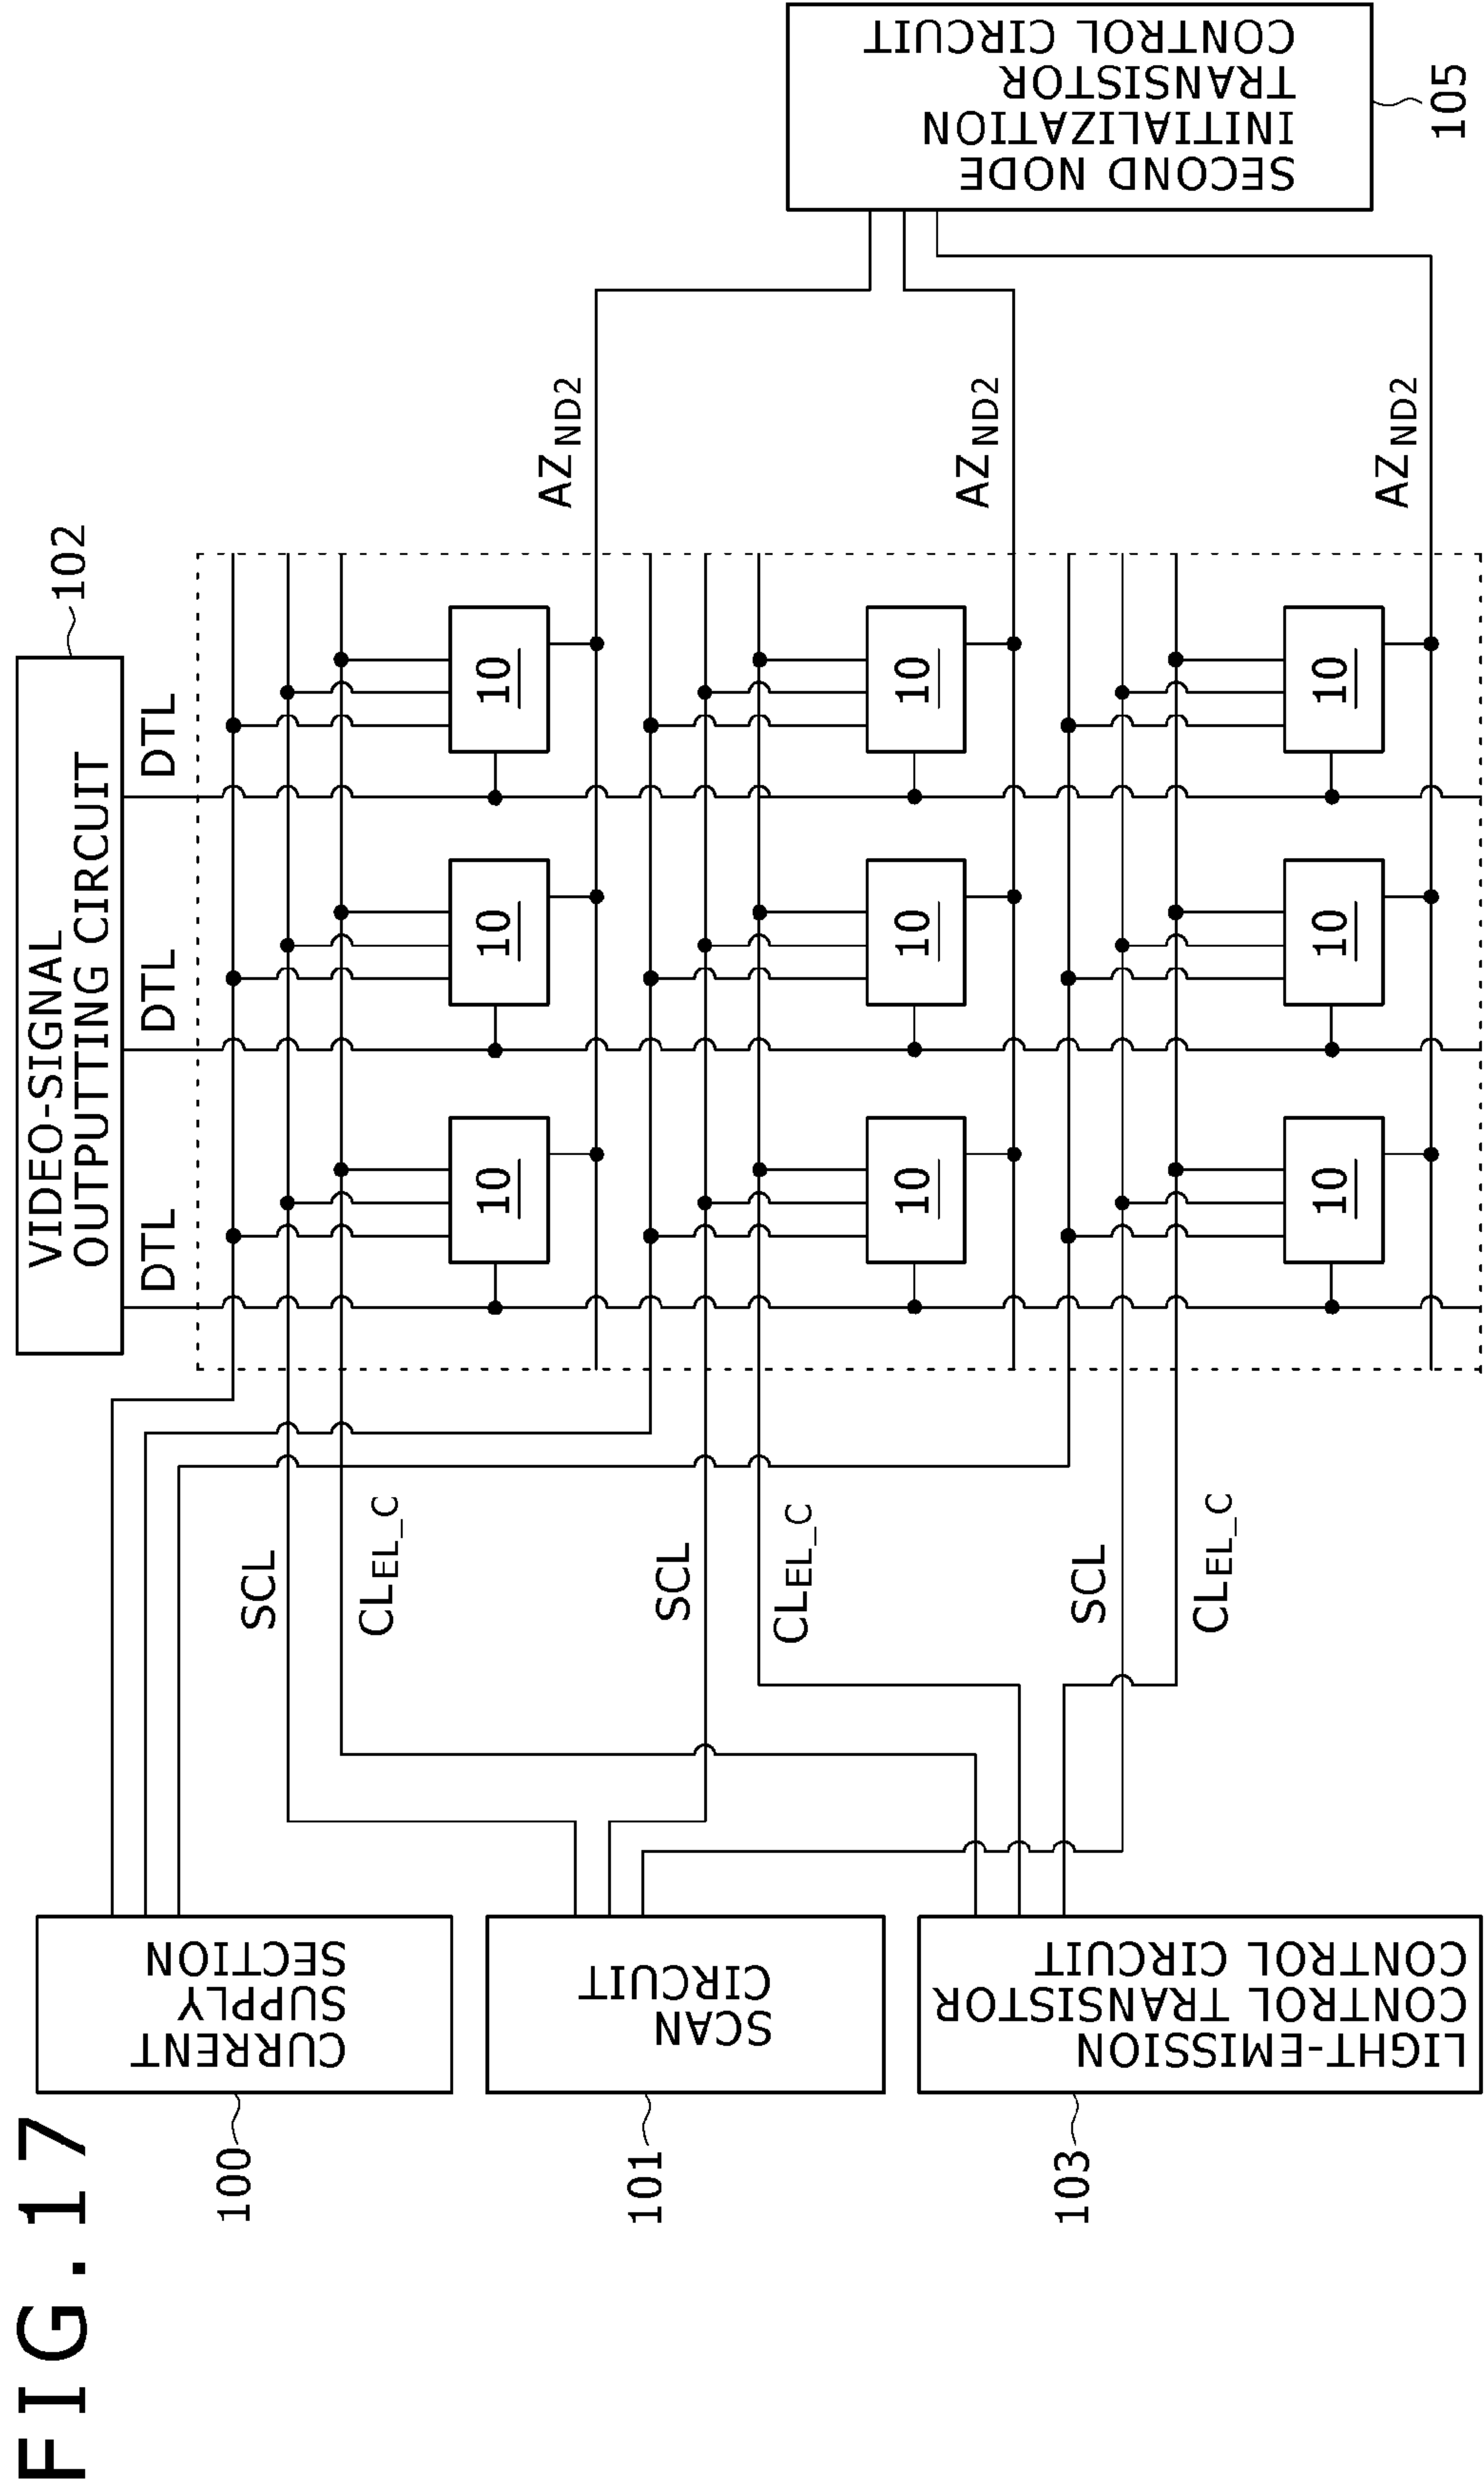 FIG.17
VIDEO-SIGNAL
OUTPUTTING CIRCUIT
102
DTL
DTL
DTL
100
CURRENT
SUPPLY
SECTION
101
SCAN
CIRCUIT
103
LIGHT-EMISSION
CONTROL TRANSISTOR
CONTROL CIRCUIT
SCL
CLEL_C
10
10
10
AZND2
SCL
CLEL_C
10
10
10
AZND2
SCL
CLEL_C
10
10
10
AZND2
SECOND NODE
INITIALIZATION
TRANSISTOR
CONTROL CIRCUIT
105